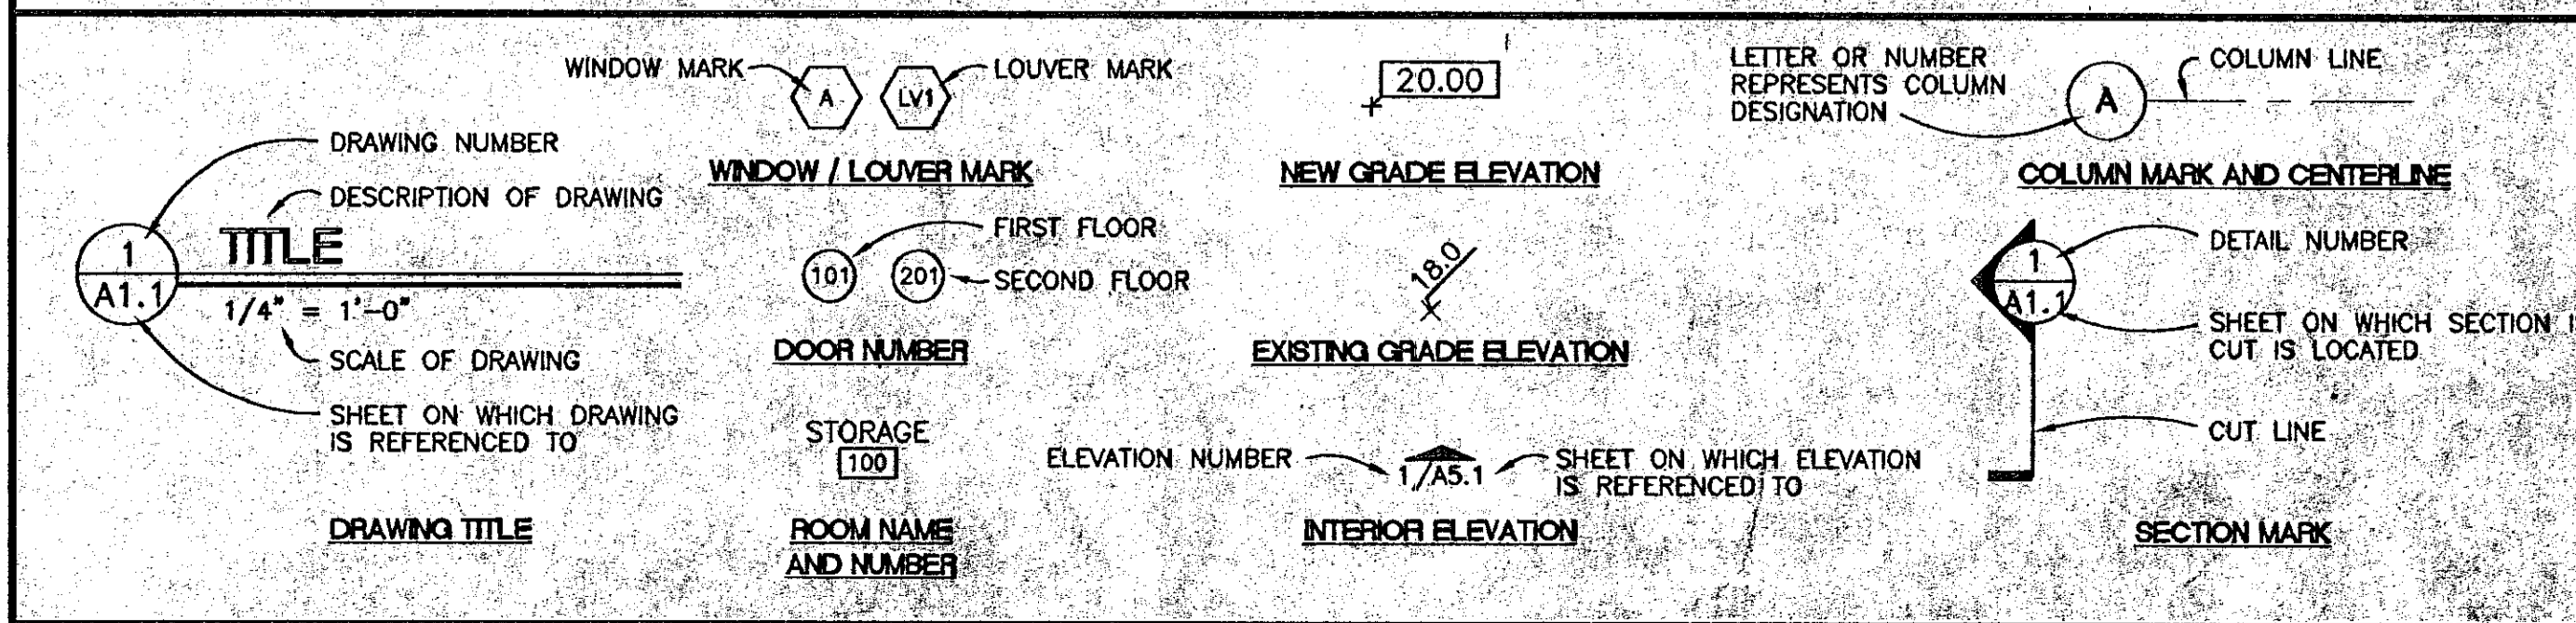 WINDOW MARK
A
LV1
LOUVER MARK
WINDOW / LOUVER MARK
20.00
NEW GRADE ELEVATION
LETTER OR NUMBER
REPRESENTS COLUMN
DESIGNATION
A
COLUMN LINE
COLUMN MARK AND CENTERLINE
DRAWING NUMBER
DESCRIPTION OF DRAWING
1
A1.1
TITLE
1/4" = 1'-0"
SCALE OF DRAWING
SHEET ON WHICH DRAWING
IS REFERENCED TO
DRAWING TITLE
FIRST FLOOR
101
201
SECOND FLOOR
DOOR NUMBER
18.0
EXISTING GRADE ELEVATION
1
A1.1
DETAIL NUMBER
SHEET ON WHICH SECTION
CUT IS LOCATED
CUT LINE
SECTION MARK
STORAGE
100
ROOM NAME
AND NUMBER
ELEVATION NUMBER
1/A5.1
SHEET ON WHICH ELEVATION
IS REFERENCED TO
INTERIOR ELEVATION